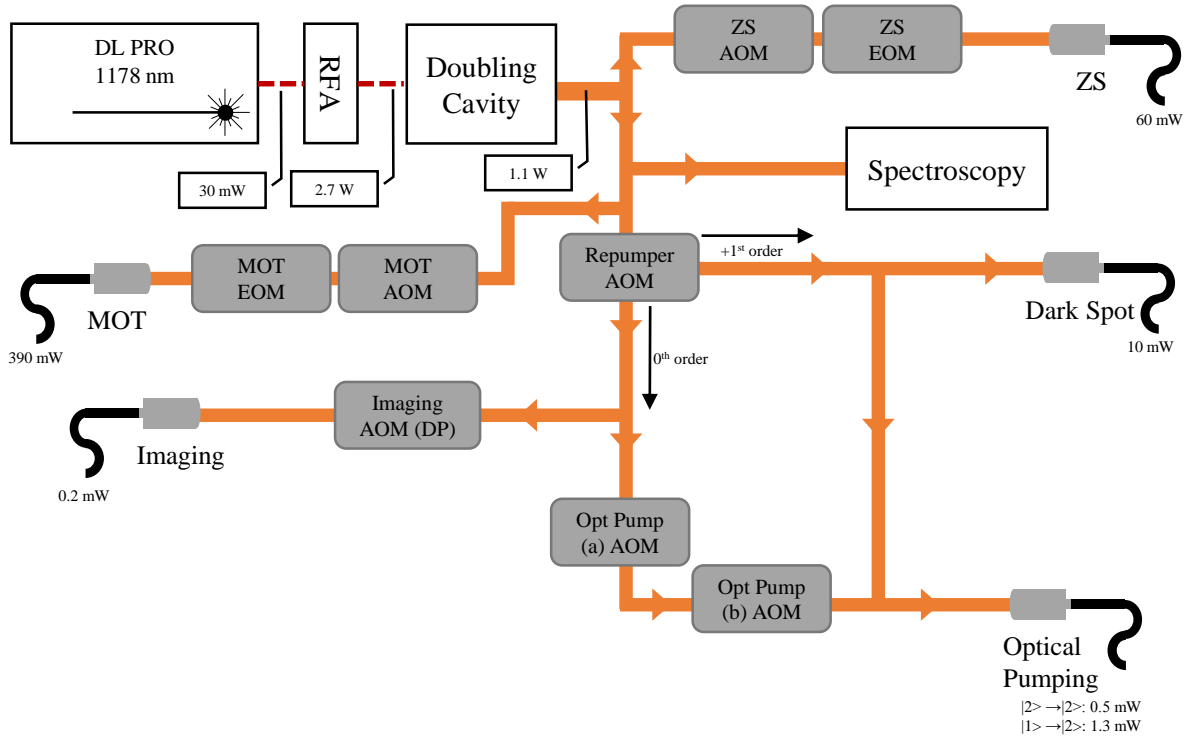 DL PRO
1178 nm
RFA
Doubling
Cavity
30 mW
2.7 W
1.1 W
ZS
AOM
ZS
EOM
ZS
60 mW
Spectroscopy
MOT
EOM
MOT
AOM
MOT
390 mW
Repumper
AOM
+1st order
0th order
Dark Spot
10 mW
Imaging
AOM (DP)
Imaging
0.2 mW
Opt Pump
(a) AOM
Opt Pump
(b) AOM
Optical
Pumping
|2> →|2>: 0.5 mW
|1> →|2>: 1.3 mW